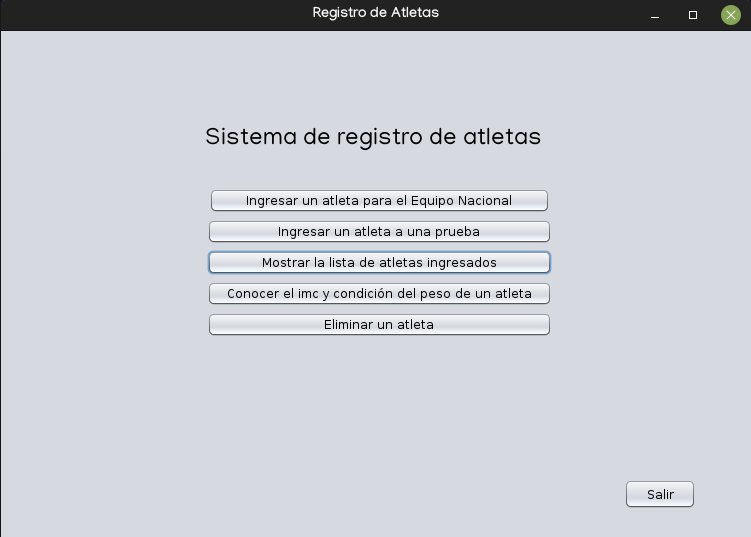 Registro de Atletas
Sistema de registro de atletas
Ingresar un atleta para el Equipo Nacional
Ingresar un atleta a una prueba
Mostrar la lista de atletas ingresados
Conocer el imc y condición del peso de un atleta
Eliminar un atleta
Salir